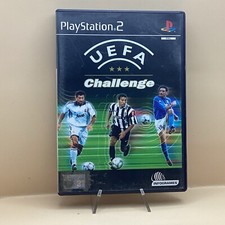 PlayStation®2
UEFA
Challenge
INFOGRAMES